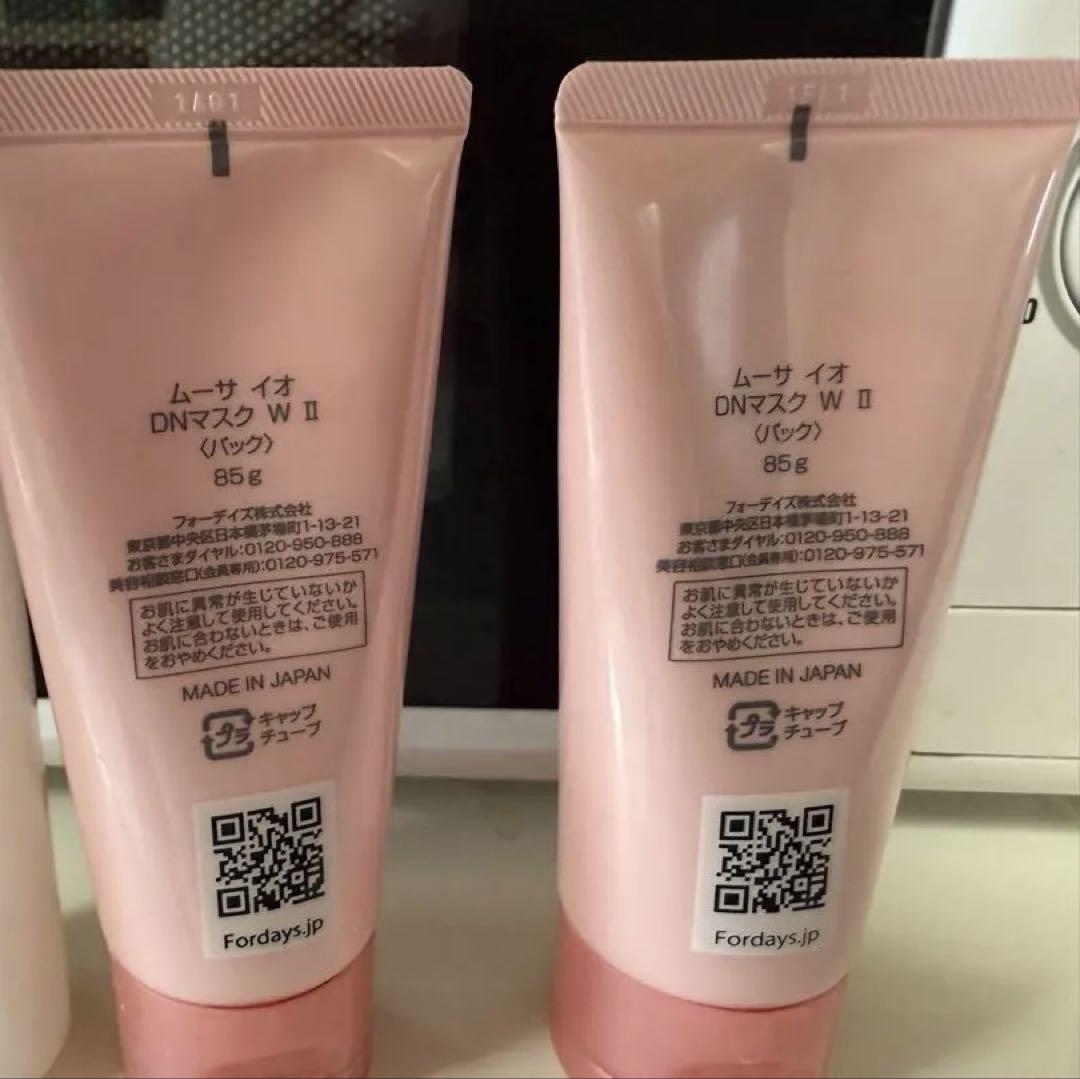 1/91
ムーサ イオ
DNマスク W II
〈パック〉
85g
フォーデイズ株式会社
東京都中央区日本橋茅場町1-13-21
お客さまダイヤル:0120-950-888
美容相談窓口(会員専用):0120-975-571
お肌に異常が生じていないか
よく注意して使用してください。
お肌に合わないときは、ご使用
をおやめください。
MADE IN JAPAN
プラ
キャップ
チューブ
Fordays.jp
ムーサ イオ
DNマスク W II
〈パック〉
85g
フォーデイズ株式会社
東京都中央区日本橋茅場町1-13-21
お客さまダイヤル:0120-950-888
美容相談窓口(会員専用):0120-975-571
お肌に異常が生じていないか
よく注意して使用してください。
お肌に合わないときは、ご使用
をおやめください。
MADE IN JAPAN
プラ
キャップ
チューブ
Fordays.jp